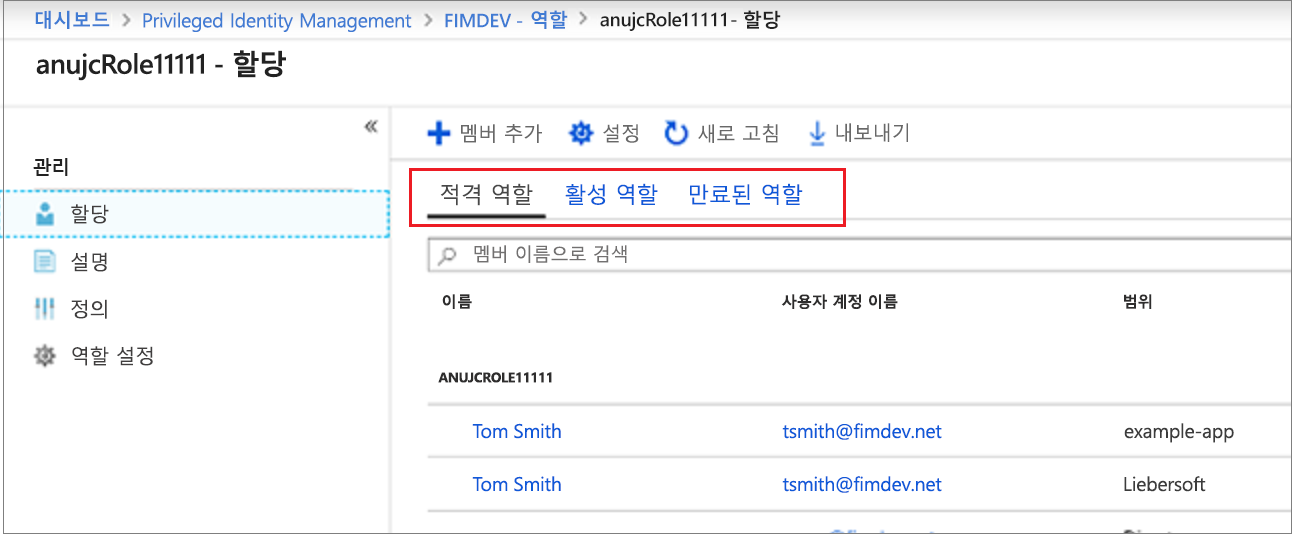 대시보드 > Privileged Identity Management > FIMDEV - 역할 > anujcRole11111- 할당
anujcRole11111 - 할당
«
관리
할당
설명
정의
역할 설정
멤버 추가 설정 새로 고침 내보내기
적격 역할 활성 역할 만료된 역할
멤버 이름으로 검색
이름 사용자 계정 이름 범위
ANUJCROLE11111
Tom Smith tsmith@fimdev.net example-app
Tom Smith tsmith@fimdev.net Liebersoft